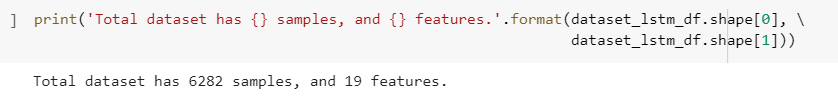 ] print('Total dataset has {} samples, and {} features.'.format(dataset_lstm_df.shape[0], \
dataset_lstm_df.shape[1]))
Total dataset has 6282 samples, and 19 features.